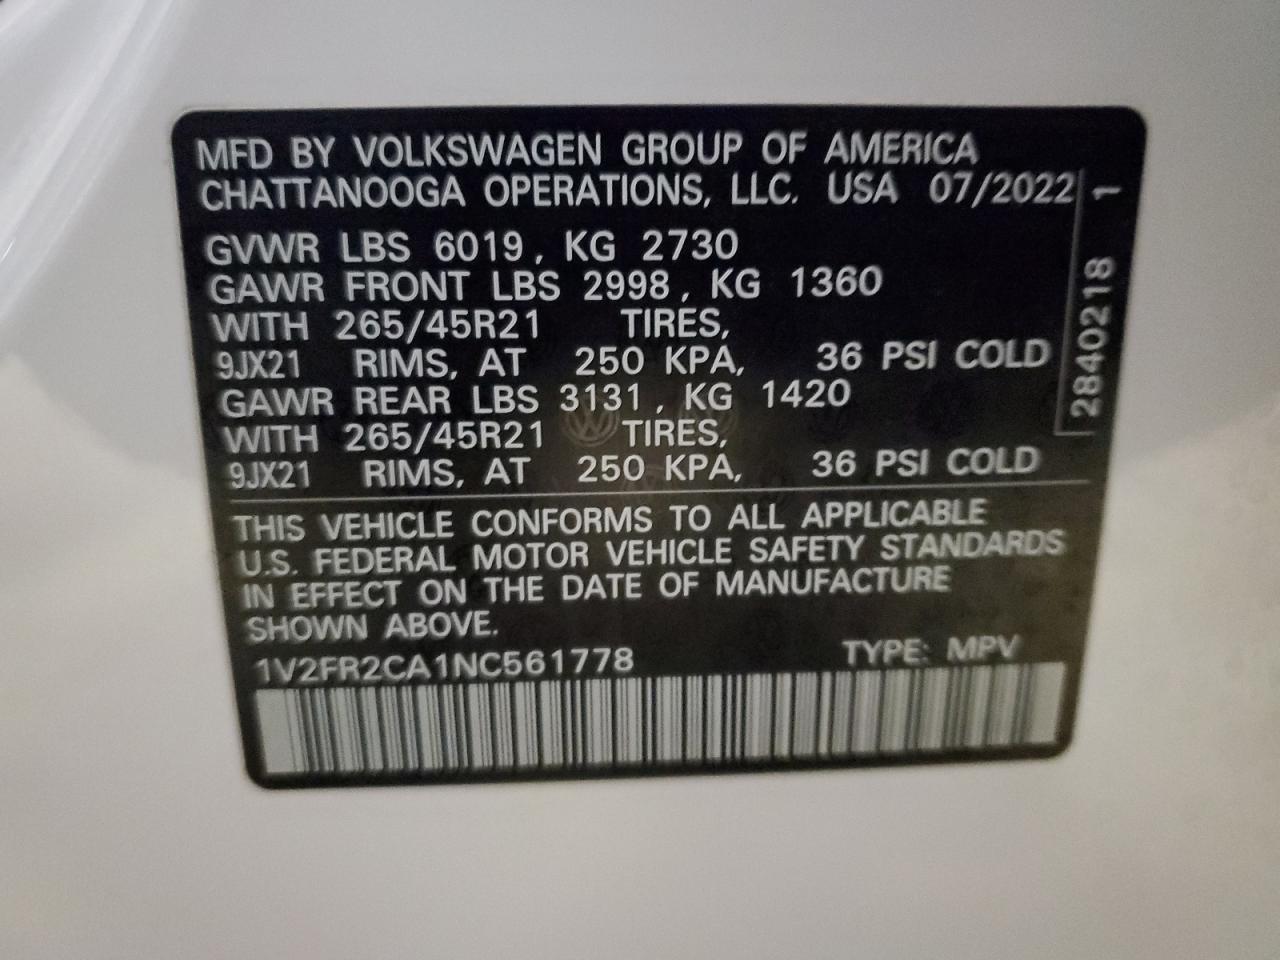 MFD BY VOLKSWAGEN GROUP OF AMERICA
CHATTANOOGA OPERATIONS, LLC. USA 07/2022
GVWR LBS 6019, KG 2730
GAWR FRONT LBS 2998, KG 1360
WITH 265/45R21 TIRES,
9JX21 RIMS, AT 250 KPA, 36 PSI COLD
GAWR REAR LBS 3131, KG 1420
WITH 265/45R21 TIRES,
9JX21 RIMS, AT 250 KPA, 36 PSI COLD
2840218 1
THIS VEHICLE CONFORMS TO ALL APPLICABLE
U.S. FEDERAL MOTOR VEHICLE SAFETY STANDARDS
IN EFFECT ON THE DATE OF MANUFACTURE
SHOWN ABOVE.
1V2FR2CA1NC561778 TYPE: MPV